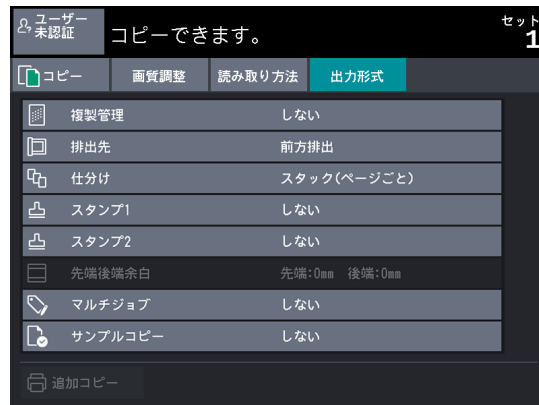 ユーザー
未認証
コピーできます。
セット
1
コピー
画質調整
読み取り方法
出力形式
複製管理 しない
排出先 前方排出
仕分け スタック(ページごと)
スタンプ1 しない
スタンプ2 しない
先端後端余白 先端:0mm 後端:0mm
マルチジョブ しない
サンプルコピー しない
追加コピー